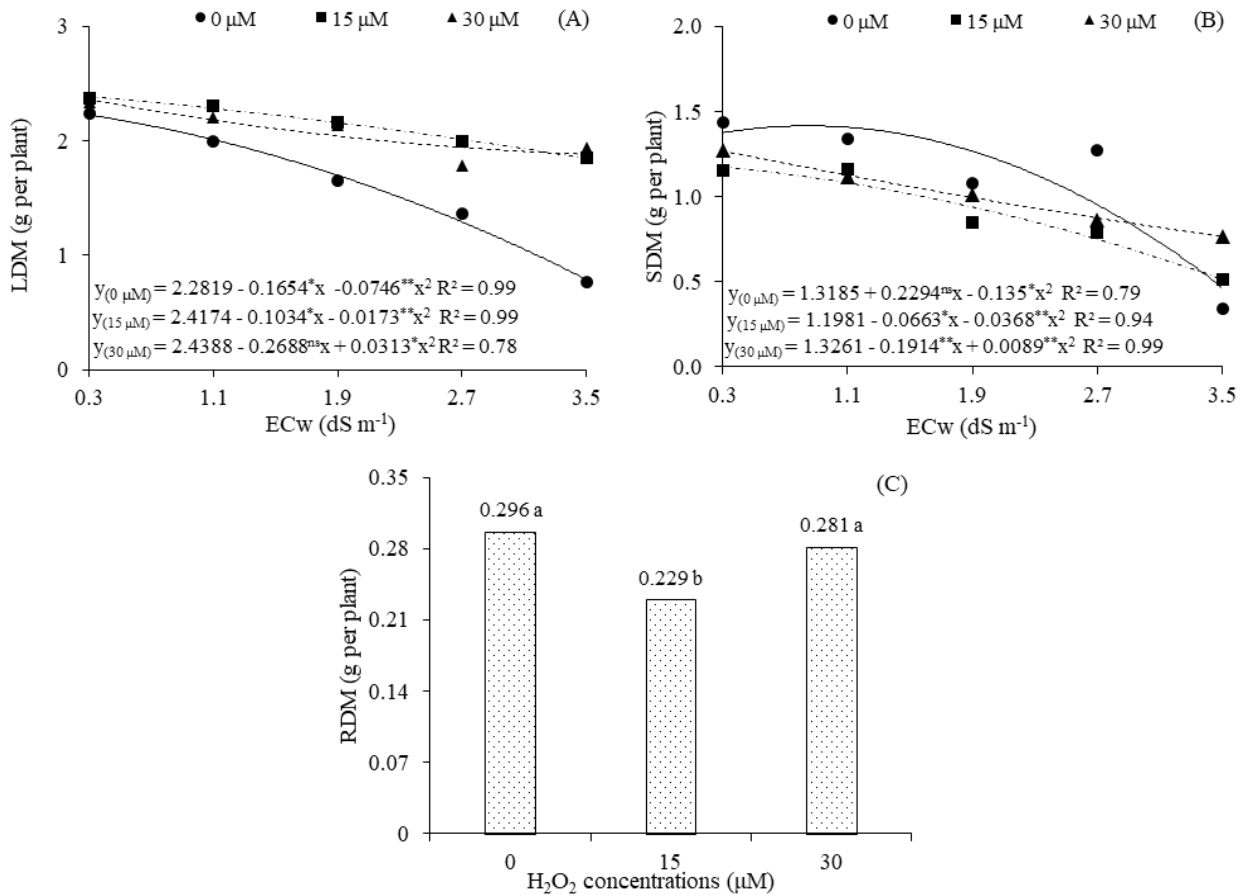 ● 0 μM ■ 15 μM ▲ 30 μM (A)
3
2
1
0
LDM (g per plant)
y(0 μM) = 2.2819 - 0.1654*x -0.0746**x² R² = 0.99
y(15 μM) = 2.4174 - 0.1034*x - 0.0173**x² R² = 0.99
y(30 μM) = 2.4388 - 0.2688ⁿˢx + 0.0313*x² R² = 0.78
0.3 1.1 1.9 2.7 3.5
ECw (dS m⁻¹)
● 0 μM ■ 15 μM ▲ 30 μM (B)
2.0
1.5
1.0
0.5
0.0
SDM (g per plant)
y(0 μM) = 1.3185 + 0.2294ⁿˢx - 0.135*x² R² = 0.79
y(15 μM) = 1.1981 - 0.0663*x - 0.0368**x² R² = 0.94
y(30 μM) = 1.3261 - 0.1914**x + 0.0089**x² R² = 0.99
0.3 1.1 1.9 2.7 3.5
ECw (dS m⁻¹)
(C)
0.35
0.28
0.21
0.14
0.07
0
RDM (g per plant)
0.296 a
0.229 b
0.281 a
0 15 30
H₂O₂ concentrations (μM)